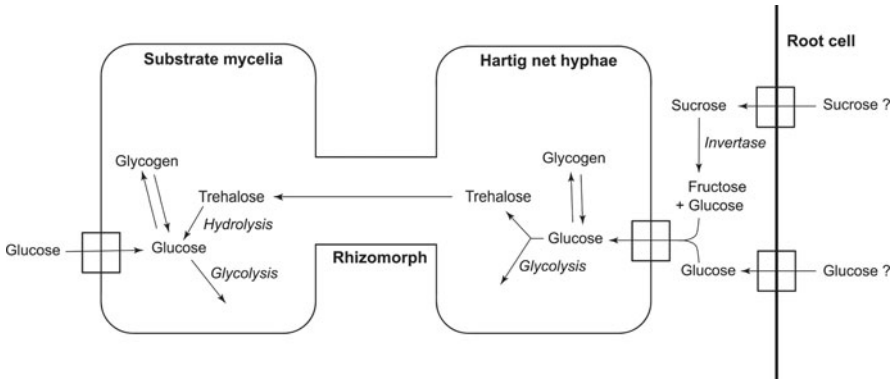 Root cell
Substrate mycelia
Hartig net hyphae
Sucrose
Sucrose ?
Invertase
Glycogen
Glycogen
Trehalose
Trehalose
Fructose
+ Glucose
Hydrolysis
Glucose
Glucose
Glucose
Glycolysis
Rhizomorph
Glycolysis
Glucose
Glucose ?